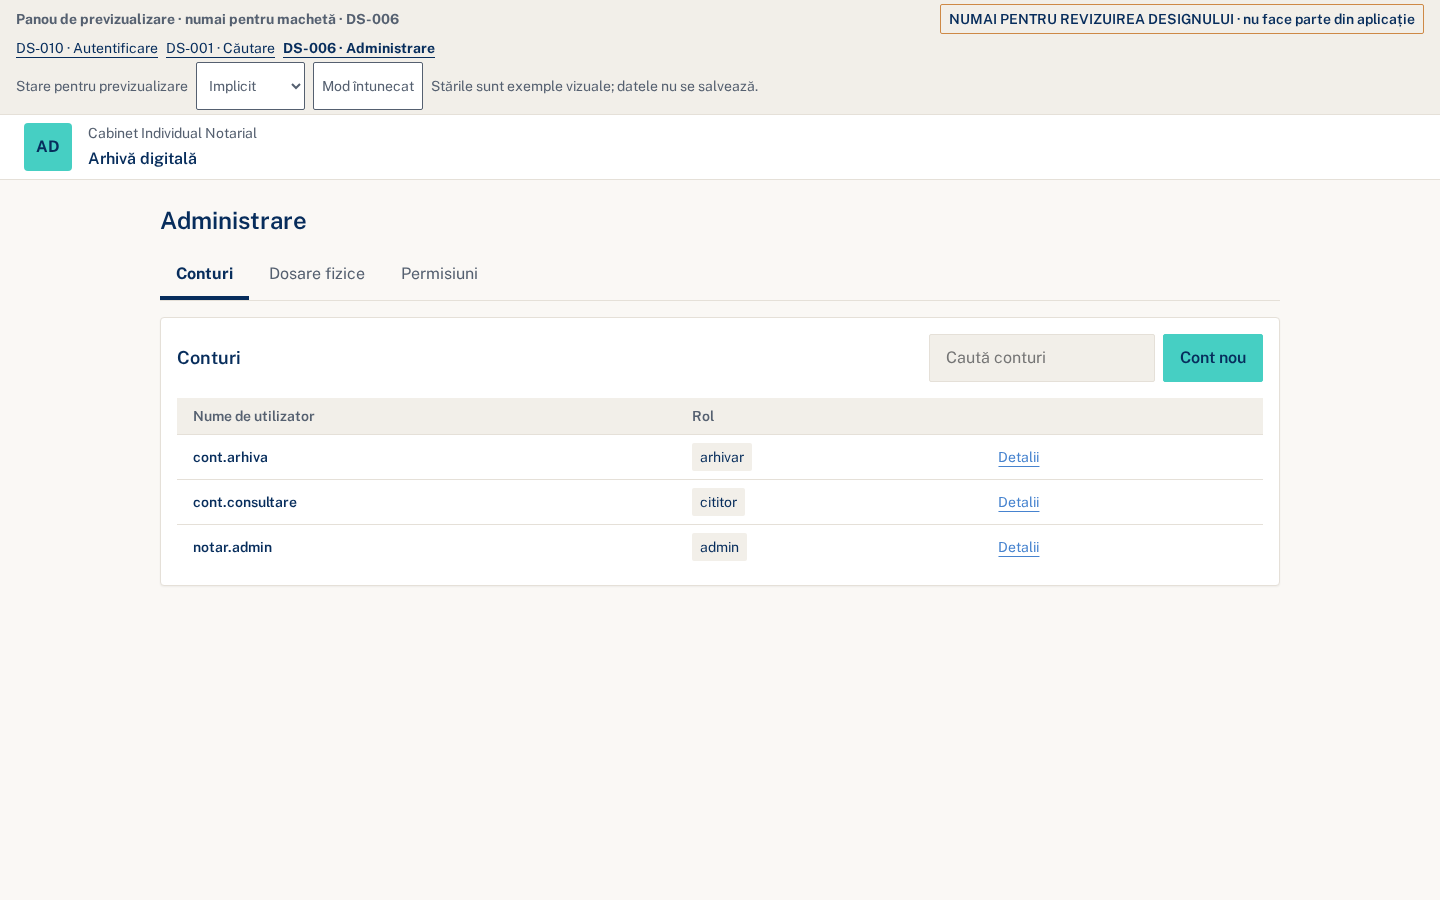 Panou de previzualizare · numai pentru machetă · DS-006
NUMAI PENTRU REVIZUIREA DESIGNULUI · nu face parte din aplicație
DS-010 · Autentificare DS-001 · Căutare DS-006 · Administrare
Stare pentru previzualizare Implicit Mod întunecat Stările sunt exemple vizuale; datele nu se salvează.
AD
Cabinet Individual Notarial
Arhivă digitală
Administrare
Conturi Dosare fizice Permisiuni
Conturi Caută conturi Cont nou
Nume de utilizator Rol
cont.arhiva arhivar Detalii
cont.consultare cititor Detalii
notar.admin admin Detalii